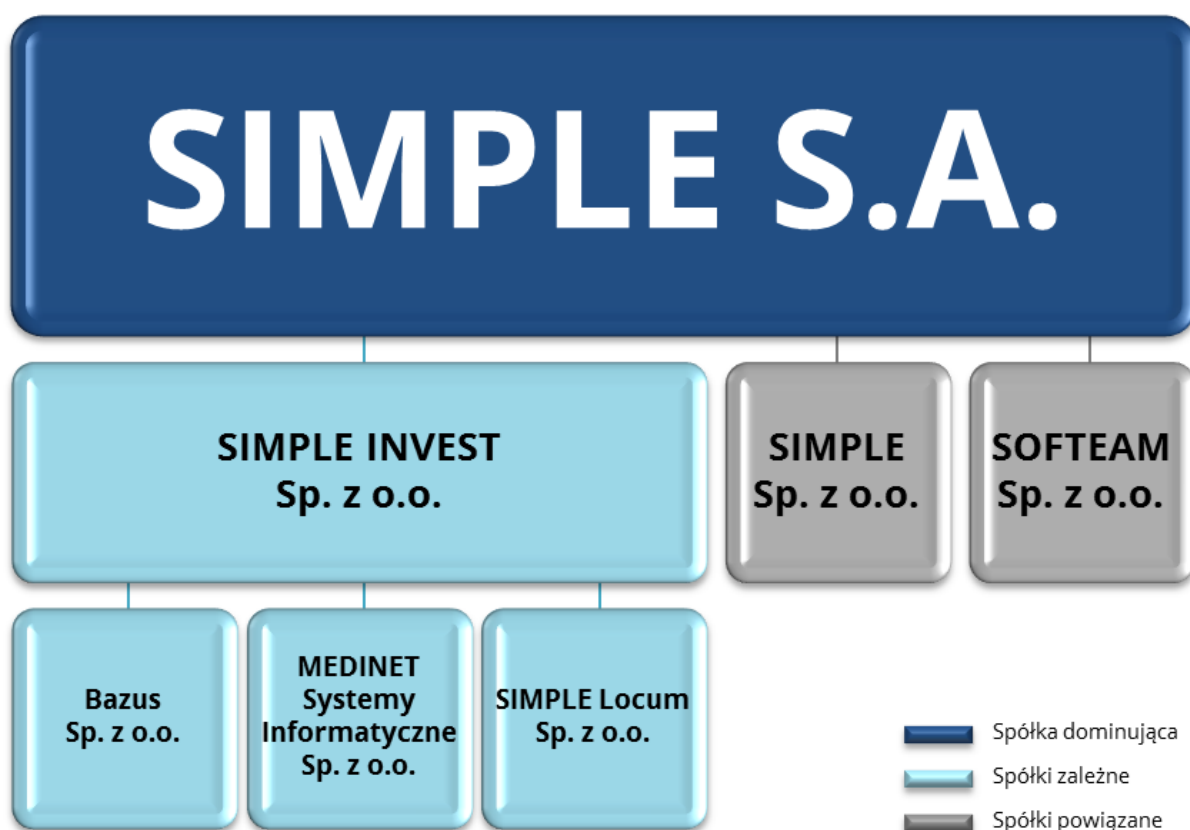 SIMPLE S.A.
SIMPLE INVEST
Sp. z o.o.
SIMPLE
Sp. z o.o.
SOFTEAM
Sp. z o.o.
Bazus
Sp. z o.o.
MEDINET
Systemy
Informatyczne
Sp. z o.o.
SIMPLE Locum
Sp. z o.o.
Spółka dominująca
Spółki zależne
Spółki powiązane